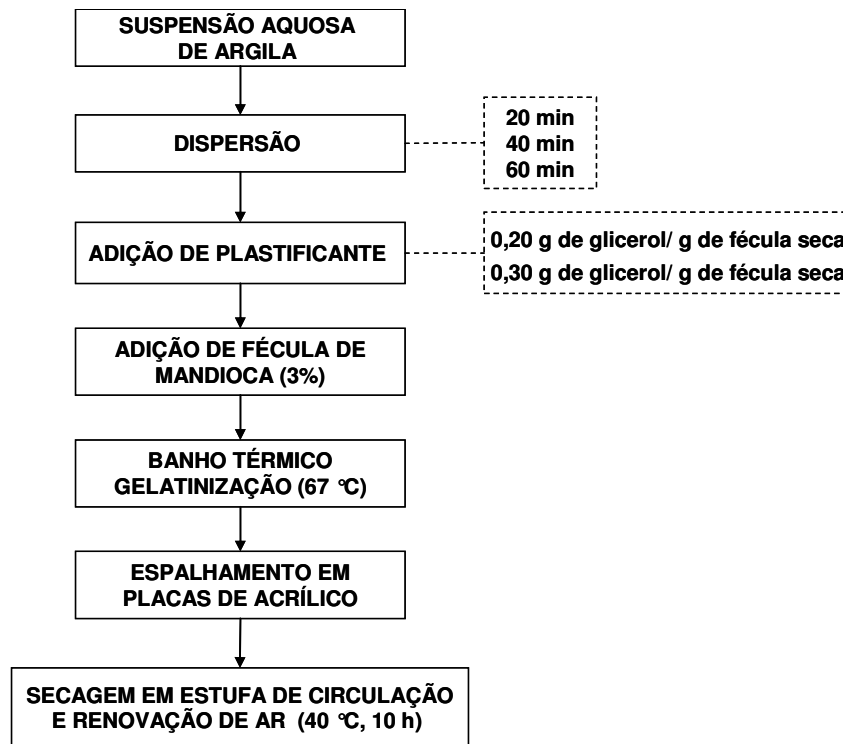 SUSPENSÃO AQUOSA
DE ARGILA
DISPERSÃO
20 min
40 min
60 min
ADIÇÃO DE PLASTIFICANTE
0,20 g de glicerol/ g de fécula seca
0,30 g de glicerol/ g de fécula seca
ADIÇÃO DE FÉCULA DE
MANDIOCA (3%)
BANHO TÉRMICO
GELATINIZAÇÃO (67 °C)
ESPALHAMENTO EM
PLACAS DE ACRÍLICO
SECAGEM EM ESTUFA DE CIRCULAÇÃO
E RENOVAÇÃO DE AR (40 °C, 10 h)